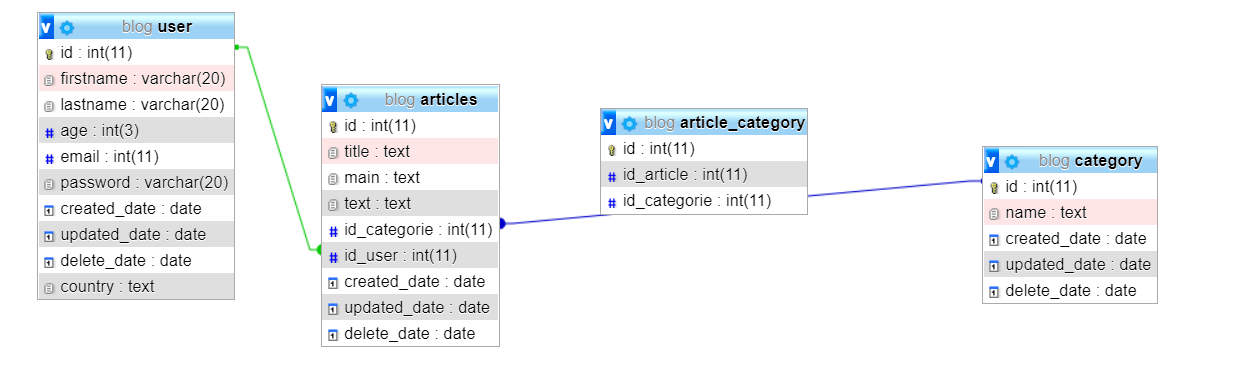 blog user
id : int(11)
firstname : varchar(20)
lastname : varchar(20)
age : int(3)
email : int(11)
password : varchar(20)
created_date : date
updated_date : date
delete_date : date
country : text
blog articles
id : int(11)
title : text
main : text
text : text
id_categorie : int(11)
id_user : int(11)
created_date : date
updated_date : date
delete_date : date
blog article_category
id : int(11)
id_article : int(11)
id_categorie : int(11)
blog category
id : int(11)
name : text
created_date : date
updated_date : date
delete_date : date